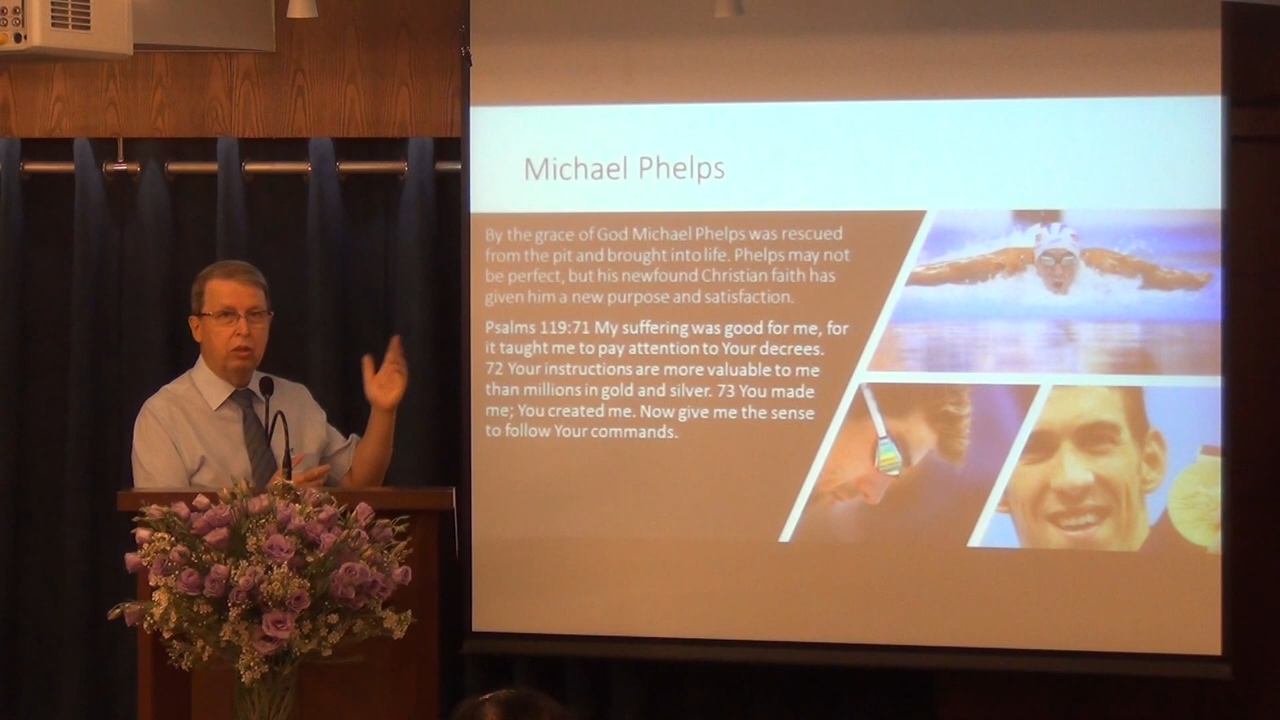 Michael Phelps
By the grace of God Michael Phelps was rescued
from the pit and brought into life. Phelps may not
be perfect, but his newfound Christian faith has
given him a new purpose and satisfaction.
Psalms 119:71 My suffering was good for me, for
it taught me to pay attention to Your decrees.
72 Your instructions are more valuable to me
than millions in gold and silver. 73 You made
me; You created me. Now give me the sense
to follow Your commands.